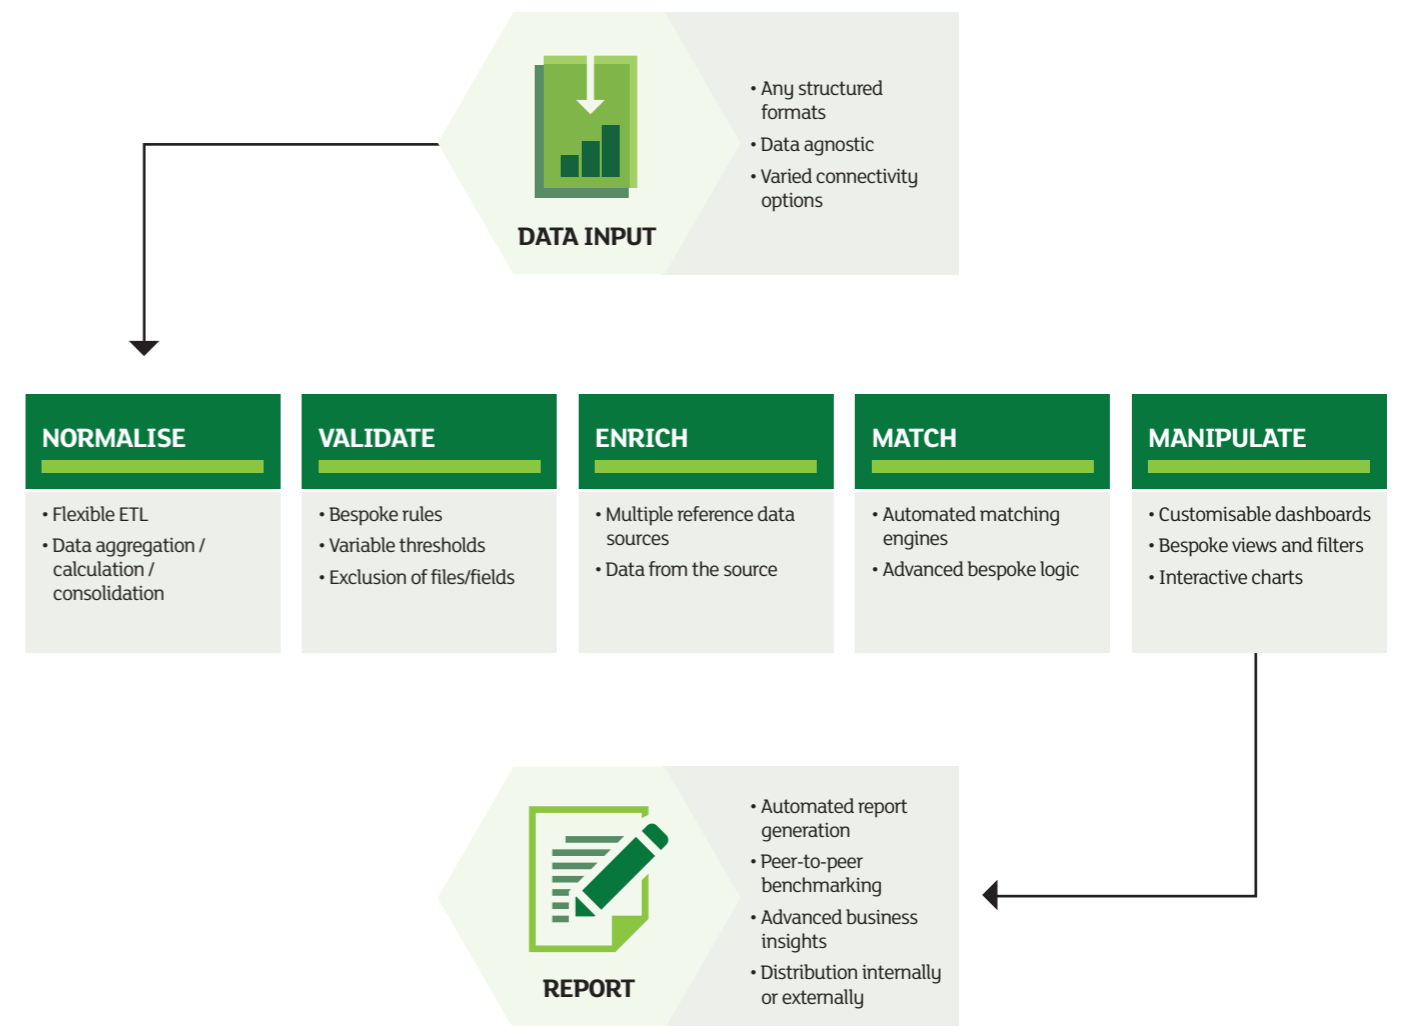 • Any structured
formats
• Data agnostic
• Varied connectivity
options
DATA INPUT
NORMALISE
• Flexible ETL
• Data aggregation /
calculation /
consolidation
VALIDATE
• Bespoke rules
• Variable thresholds
• Exclusion of files/fields
ENRICH
• Multiple reference data
sources
• Data from the source
MATCH
• Automated matching
engines
• Advanced bespoke logic
MANIPULATE
• Customisable dashboards
• Bespoke views and filters
• Interactive charts
• Automated report
generation
• Peer-to-peer
benchmarking
• Advanced business
insights
• Distribution internally
or externally
REPORT